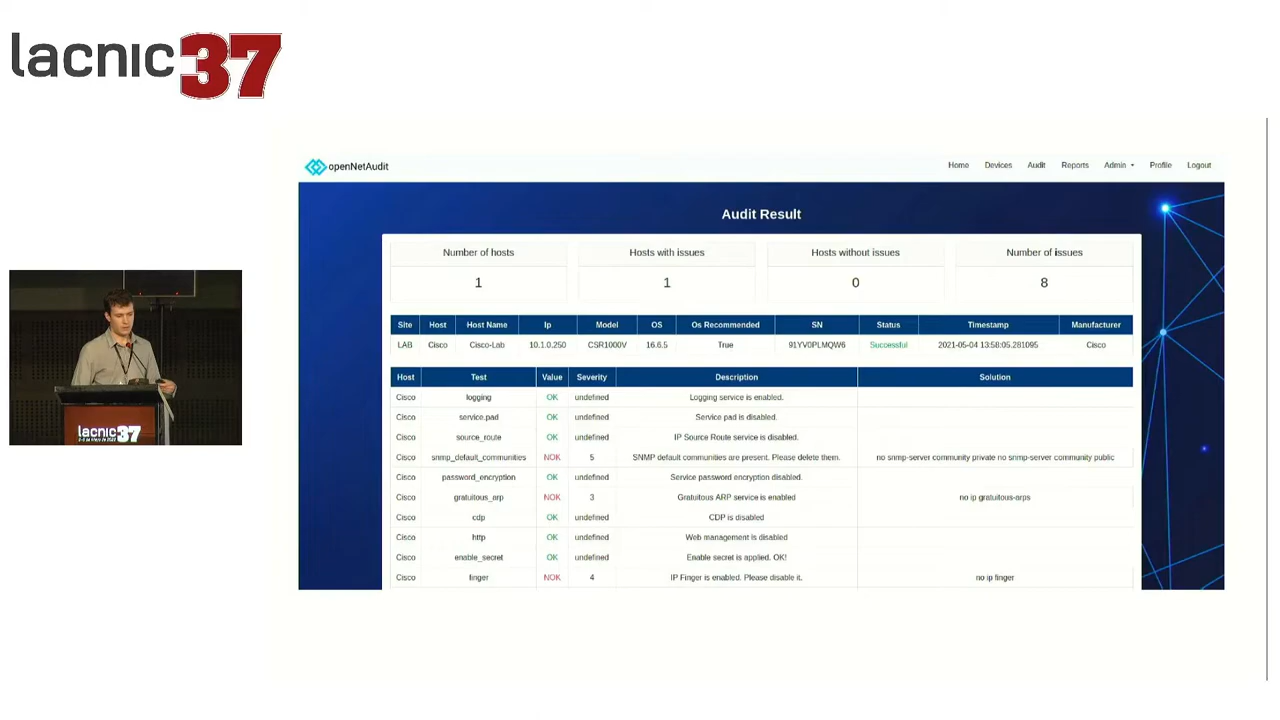 lacnic 37
openNetAudit
Home Devices Audit Reports Admin Profile Logout
Audit Result
Number of hosts Hosts with issues Hosts without issues Number of issues
1 1 0 8
Site Host Host Name Ip Model OS Os Recommended SN Status Timestamp Manufacturer
LAB Cisco Cisco-Lab 10.1.0.250 CSR1000V 16.6.5 True 91YV0PLMQW6 Successful 2021-05-04 13:58:05.281095 Cisco
Host Test Value Severity Description Solution
Cisco logging OK undefined Logging service is enabled.
Cisco service.pad OK undefined Service pad is disabled.
Cisco source_route OK undefined IP Source Route service is disabled.
Cisco snmp_default_communities NOK 5 SNMP default communities are present. Please delete them. no snmp-server community private no snmp-server community public
Cisco password_encryption OK undefined Service password encryption disabled.
Cisco gratuitous_arp NOK 3 Gratuitous ARP service is enabled no ip gratuitous-arps
Cisco cdp OK undefined CDP is disabled
Cisco http OK undefined Web management is disabled
Cisco enable_secret OK undefined Enable secret is applied. OK!
Cisco finger NOK 4 IP Finger is enabled. Please disable it. no ip finger
lacnic 37